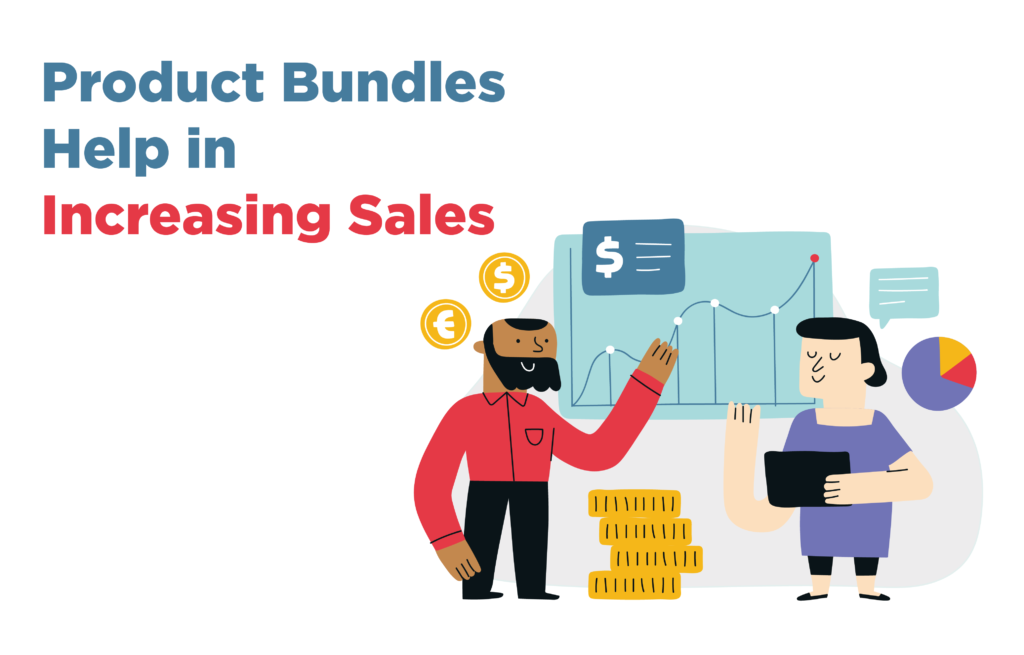 Product Bundles
Help in
Increasing Sales
$
$
€